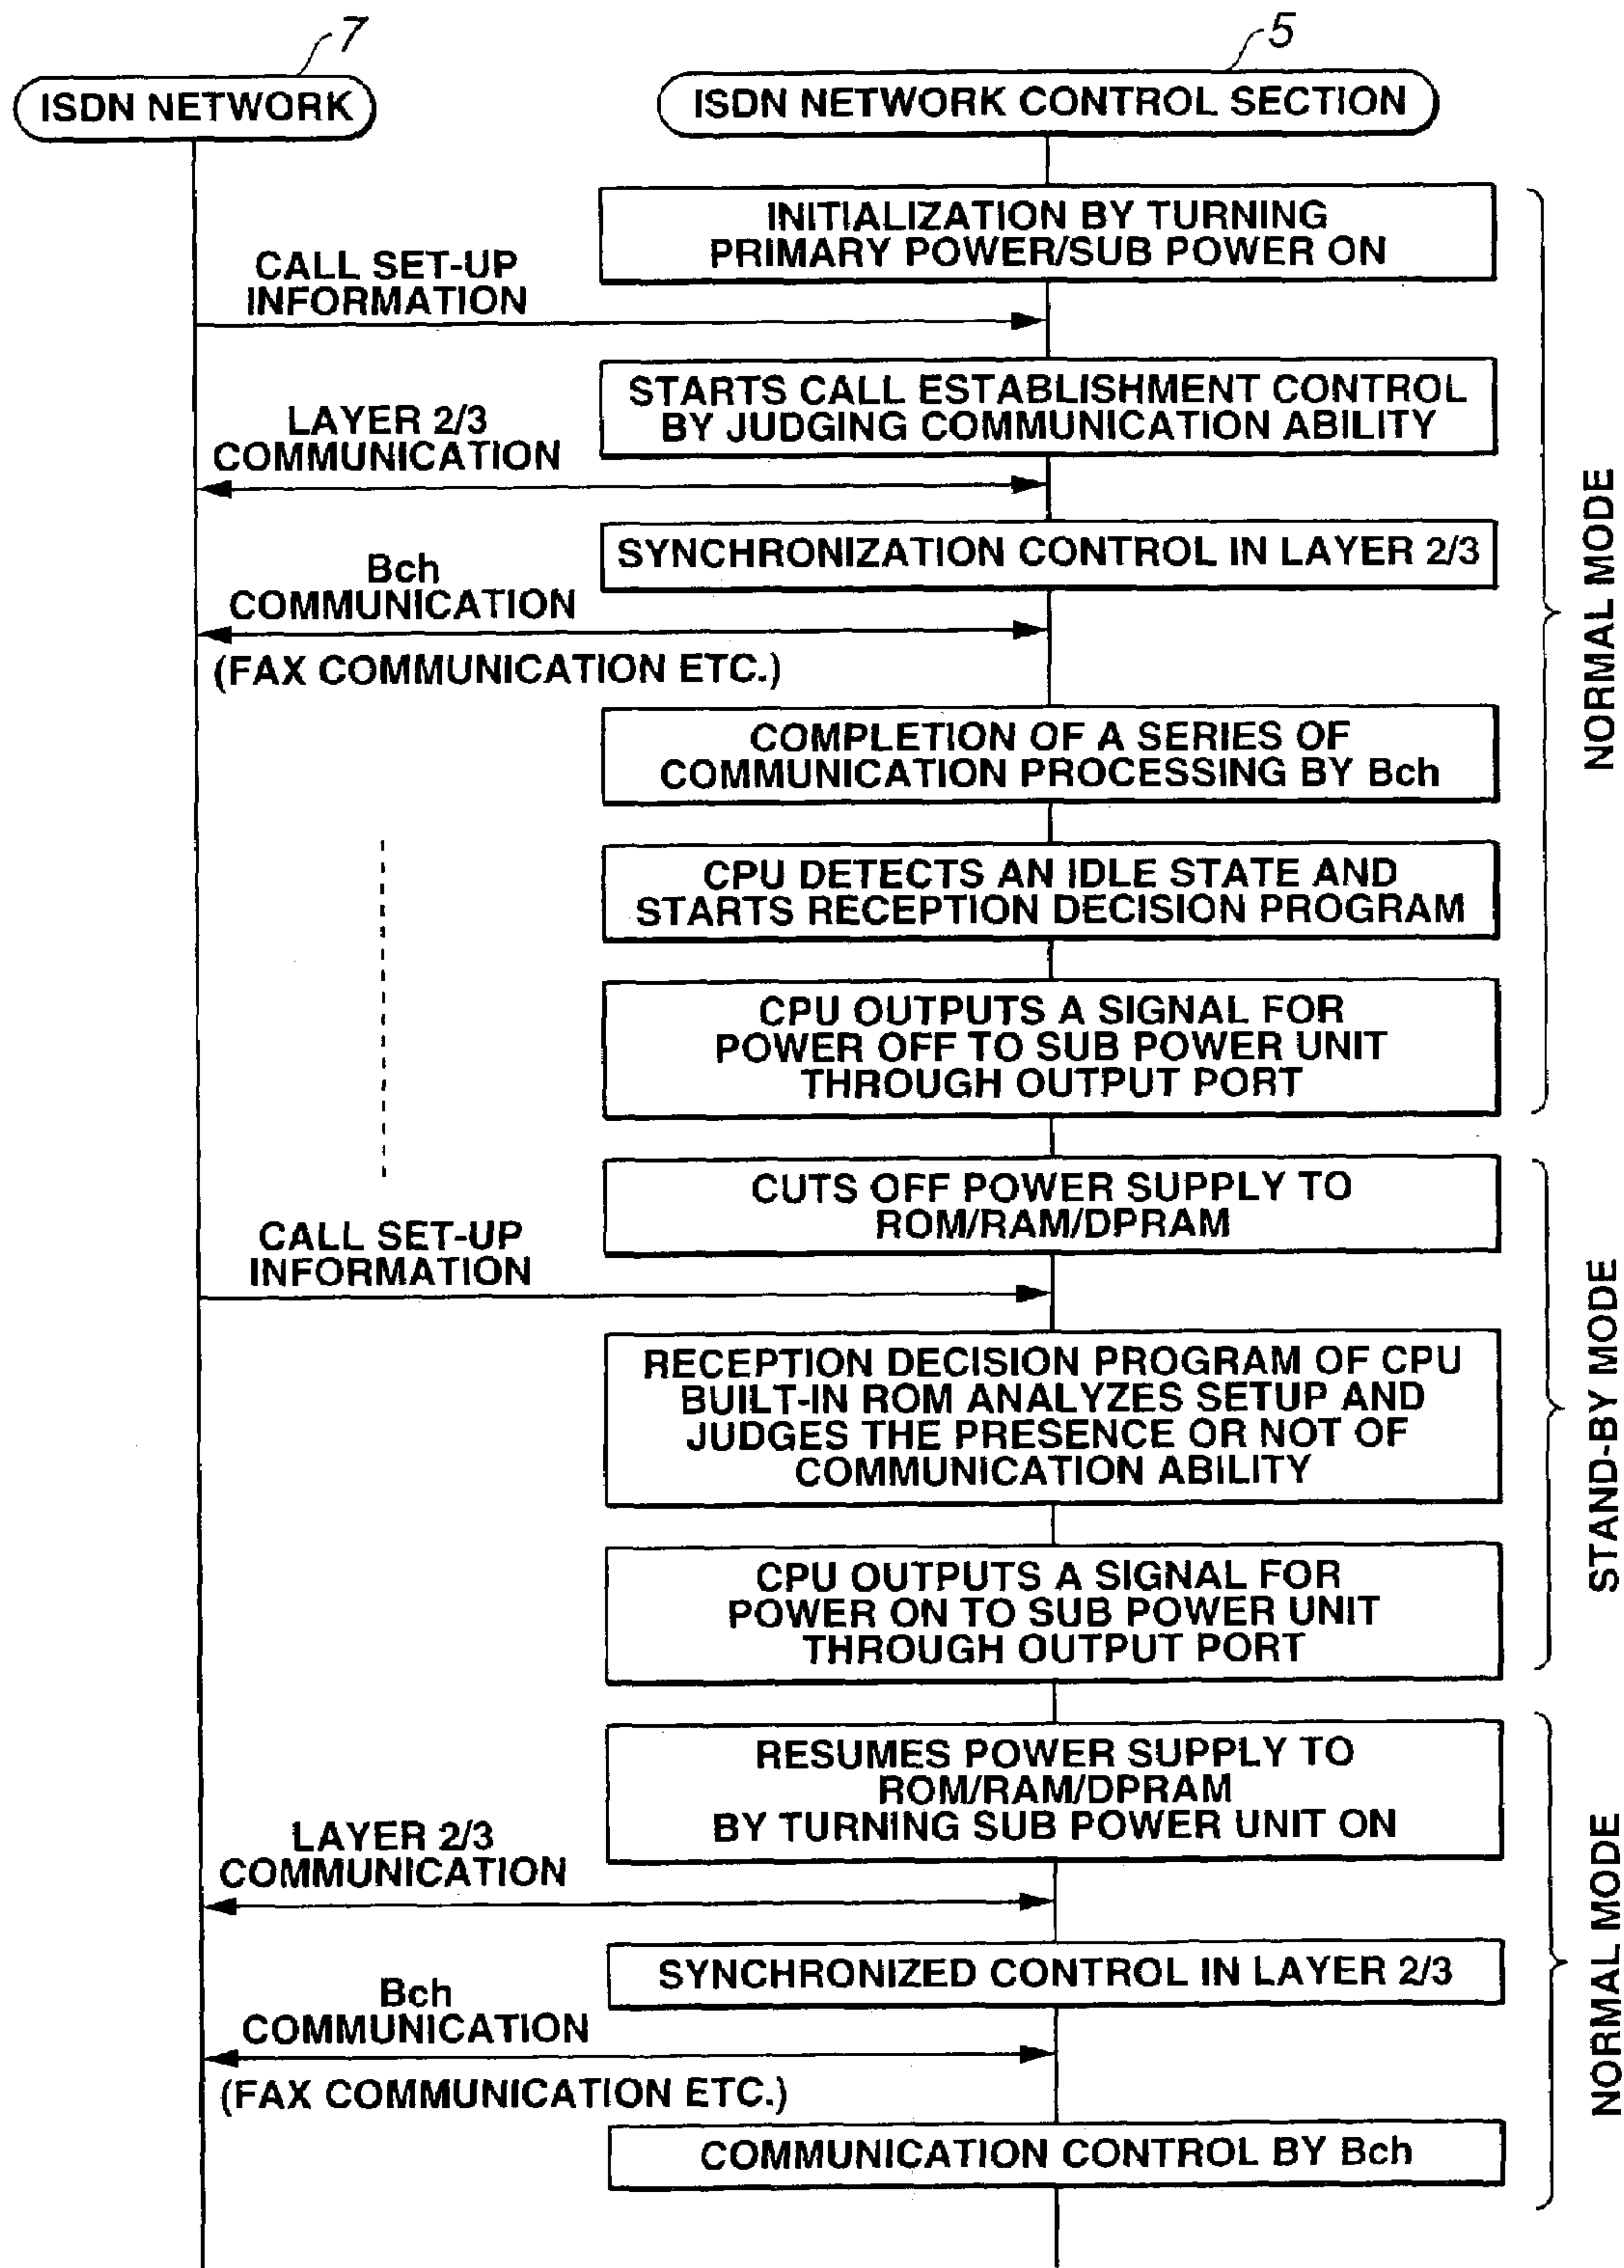 7
5
ISDN NETWORK
ISDN NETWORK CONTROL SECTION
INITIALIZATION BY TURNING
PRIMARY POWER/SUB POWER ON
CALL SET-UP
INFORMATION
STARTS CALL ESTABLISHMENT CONTROL
BY JUDGING COMMUNICATION ABILITY
LAYER 2/3
COMMUNICATION
SYNCHRONIZATION CONTROL IN LAYER 2/3
Bch
COMMUNICATION
(FAX COMMUNICATION ETC.)
COMPLETION OF A SERIES OF
COMMUNICATION PROCESSING BY Bch
CPU DETECTS AN IDLE STATE AND
STARTS RECEPTION DECISION PROGRAM
CPU OUTPUTS A SIGNAL FOR
POWER OFF TO SUB POWER UNIT
THROUGH OUTPUT PORT
NORMAL MODE
CUTS OFF POWER SUPPLY TO
ROM/RAM/DPRAM
CALL SET-UP
INFORMATION
RECEPTION DECISION PROGRAM OF CPU
BUILT-IN ROM ANALYZES SETUP AND
JUDGES THE PRESENCE OR NOT OF
COMMUNICATION ABILITY
CPU OUTPUTS A SIGNAL FOR
POWER ON TO SUB POWER UNIT
THROUGH OUTPUT PORT
STAND-BY MODE
RESUMES POWER SUPPLY TO
ROM/RAM/DPRAM
BY TURNING SUB POWER UNIT ON
LAYER 2/3
COMMUNICATION
SYNCHRONIZED CONTROL IN LAYER 2/3
Bch
COMMUNICATION
(FAX COMMUNICATION ETC.)
COMMUNICATION CONTROL BY Bch
NORMAL MODE